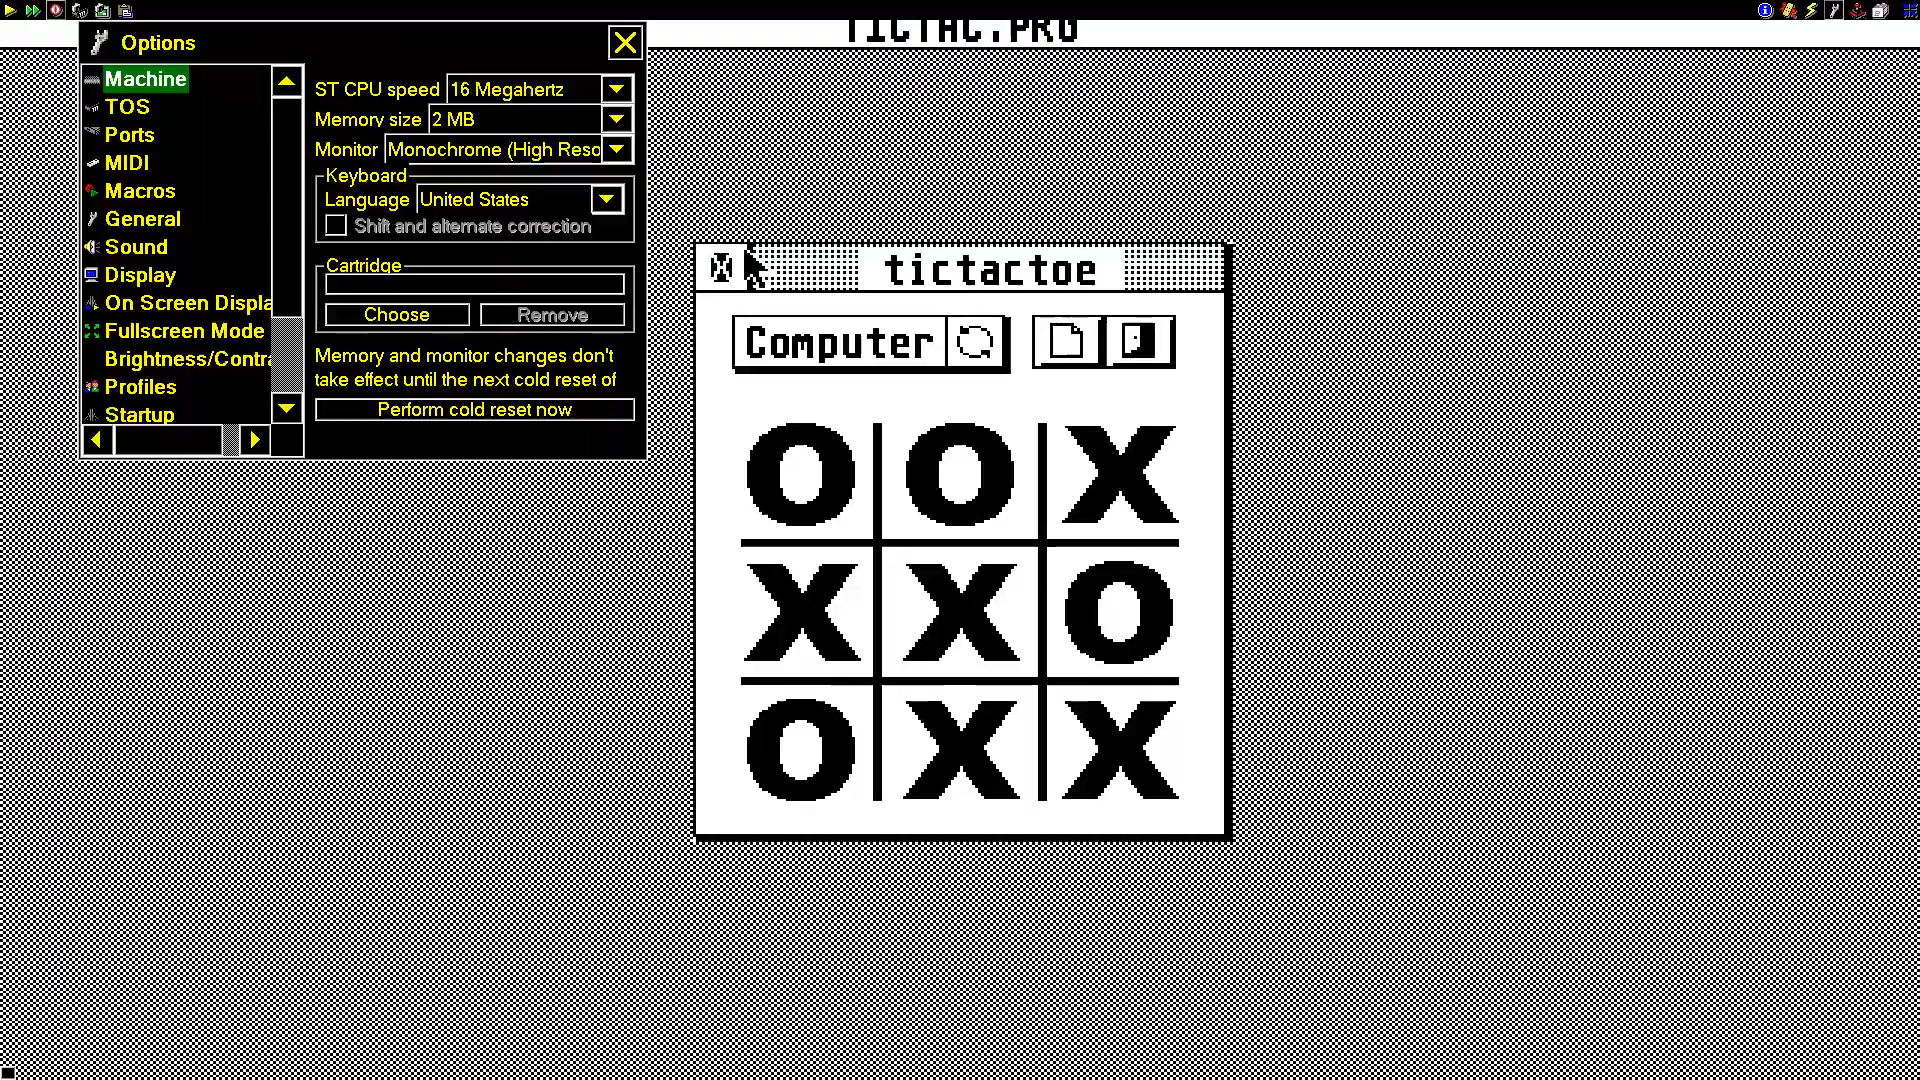 TICTAC.PRG
Options
Machine
TOS
Ports
MIDI
Macros
General
Sound
Display
On Screen Displa
Fullscreen Mode
Brightness/Contra
Profiles
Startup
ST CPU speed 16 Megahertz
Memory size 2 MB
Monitor Monochrome (High Reso
Keyboard
Language United States
Shift and alternate correction
Cartridge
Choose Remove
Memory and monitor changes don't
take effect until the next cold reset of
Perform cold reset now
tictactoe
Computer
O O X
X X O
O X X